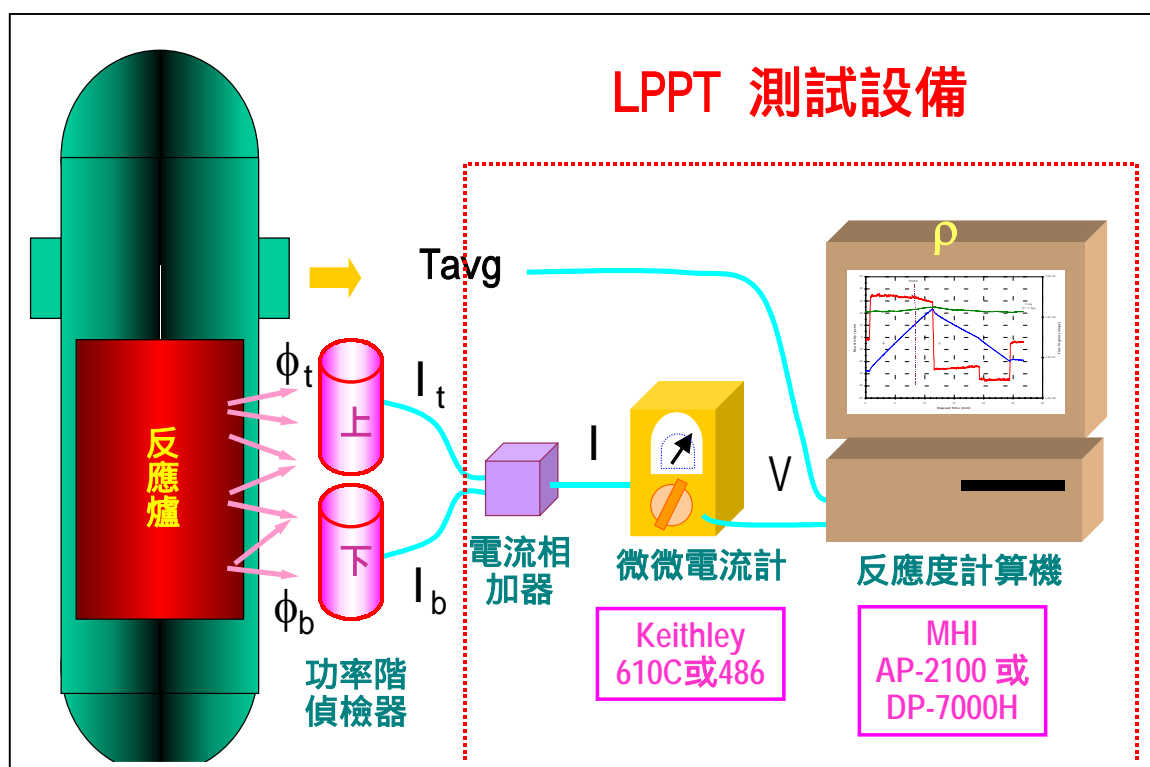 LPPT 測試設備
ρ
Tavg
ϕt
It
上
反應爐
I
V
下
電流相加器
微微電流計
反應度計算機
Ib
ϕb
功率階
偵檢器
Keithley
610C或486
MHI
AP-2100 或
DP-7000H